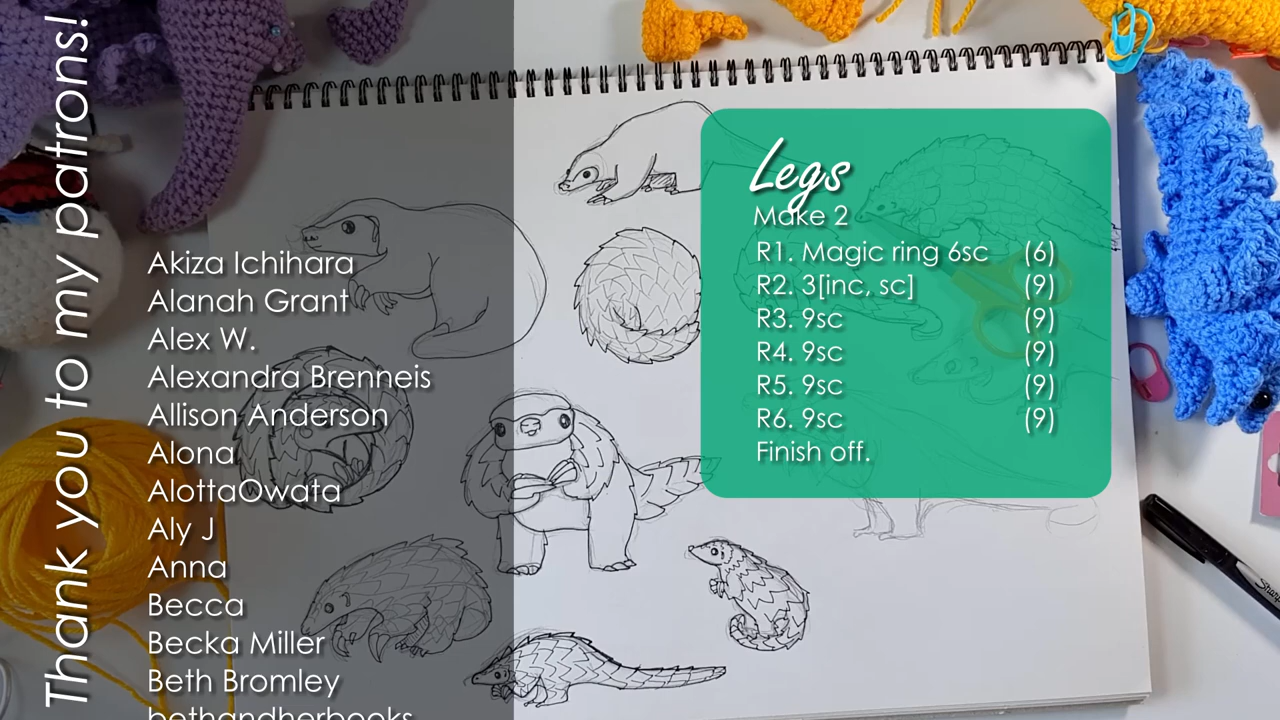 Thank you to my patrons!
Akiza Ichihara
Alanah Grant
Alex W.
Alexandra Brenneis
Allison Anderson
Alona
AlottaOwata
Aly J
Anna
Becca
Becka Miller
Beth Bromley
bethandherbooks
Legs
Make 2
R1. Magic ring 6sc (6)
R2. 3[inc, sc] (9)
R3. 9sc (9)
R4. 9sc (9)
R5. 9sc (9)
R6. 9sc (9)
Finish off.